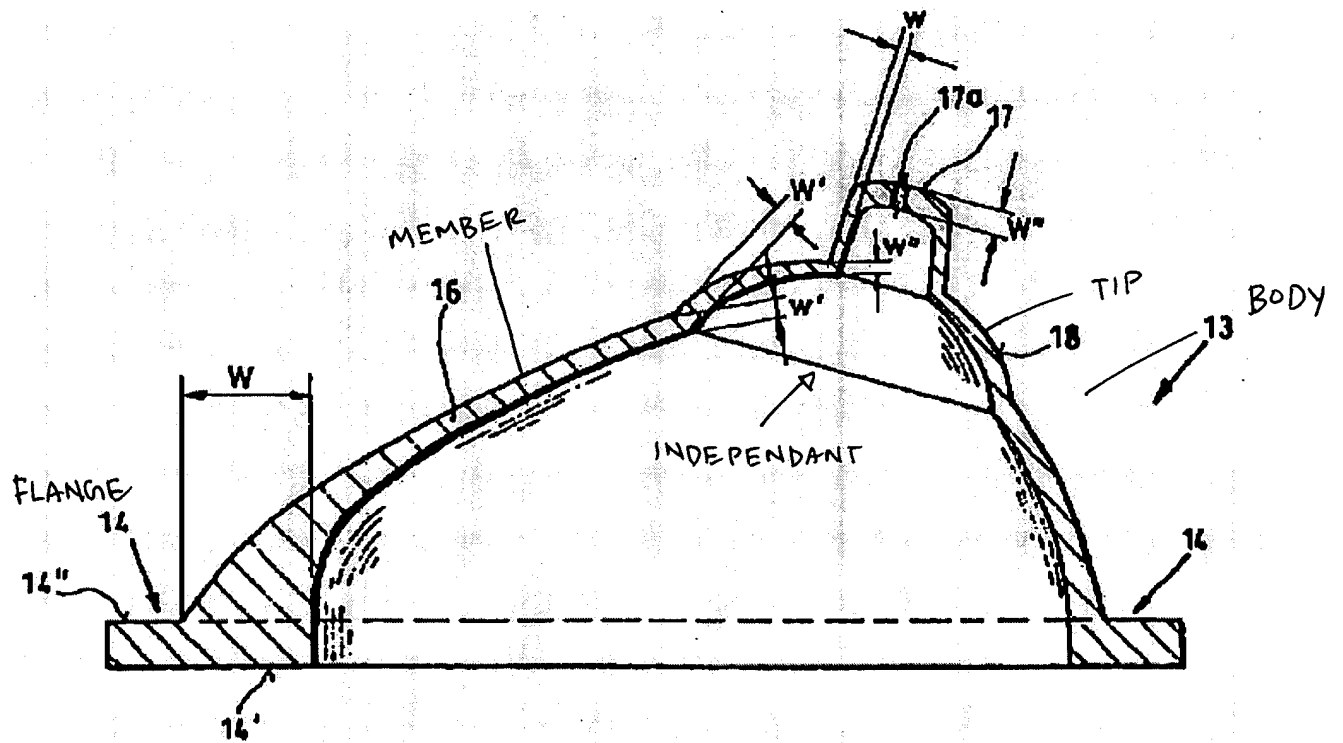 W
17a
17
W'
W"
W"
MEMBER
16
W'
TIP
BODY
13
18
W
INDEPENDANT
FLANGE
14
14"
14
14'